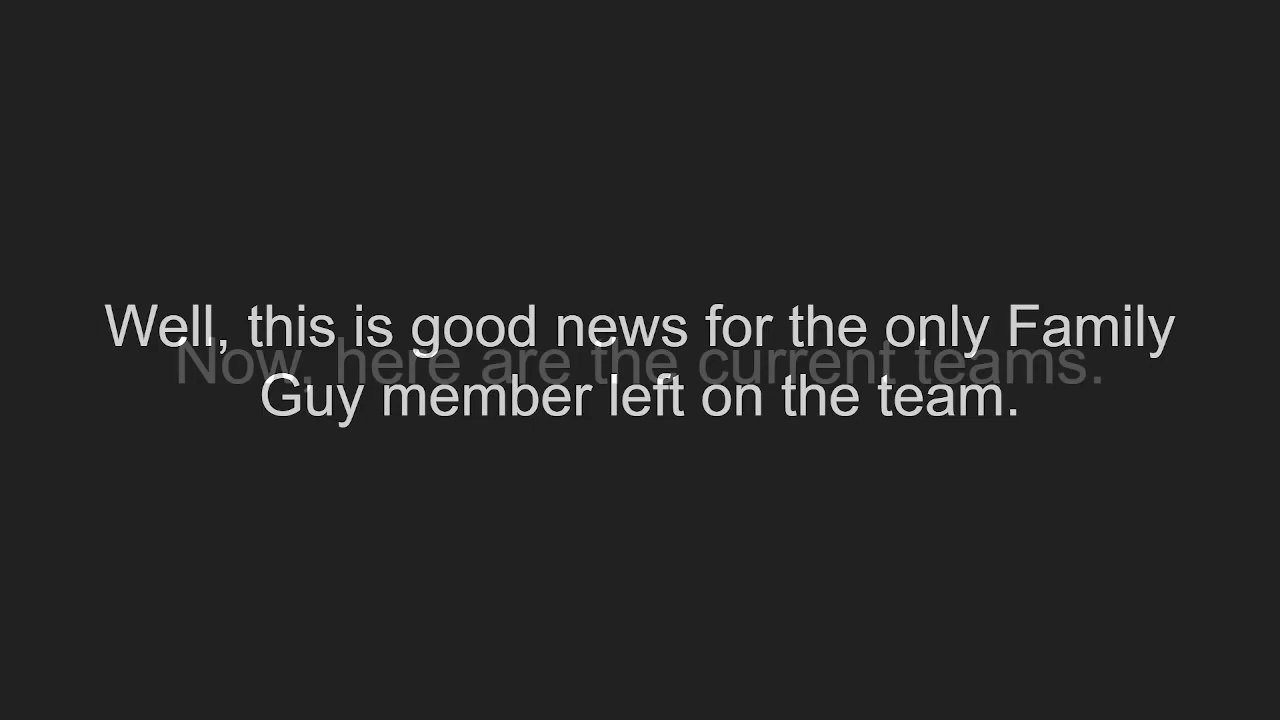 Well, this is good news for the only Family
Now, here are the current teams.
Guy member left on the team.